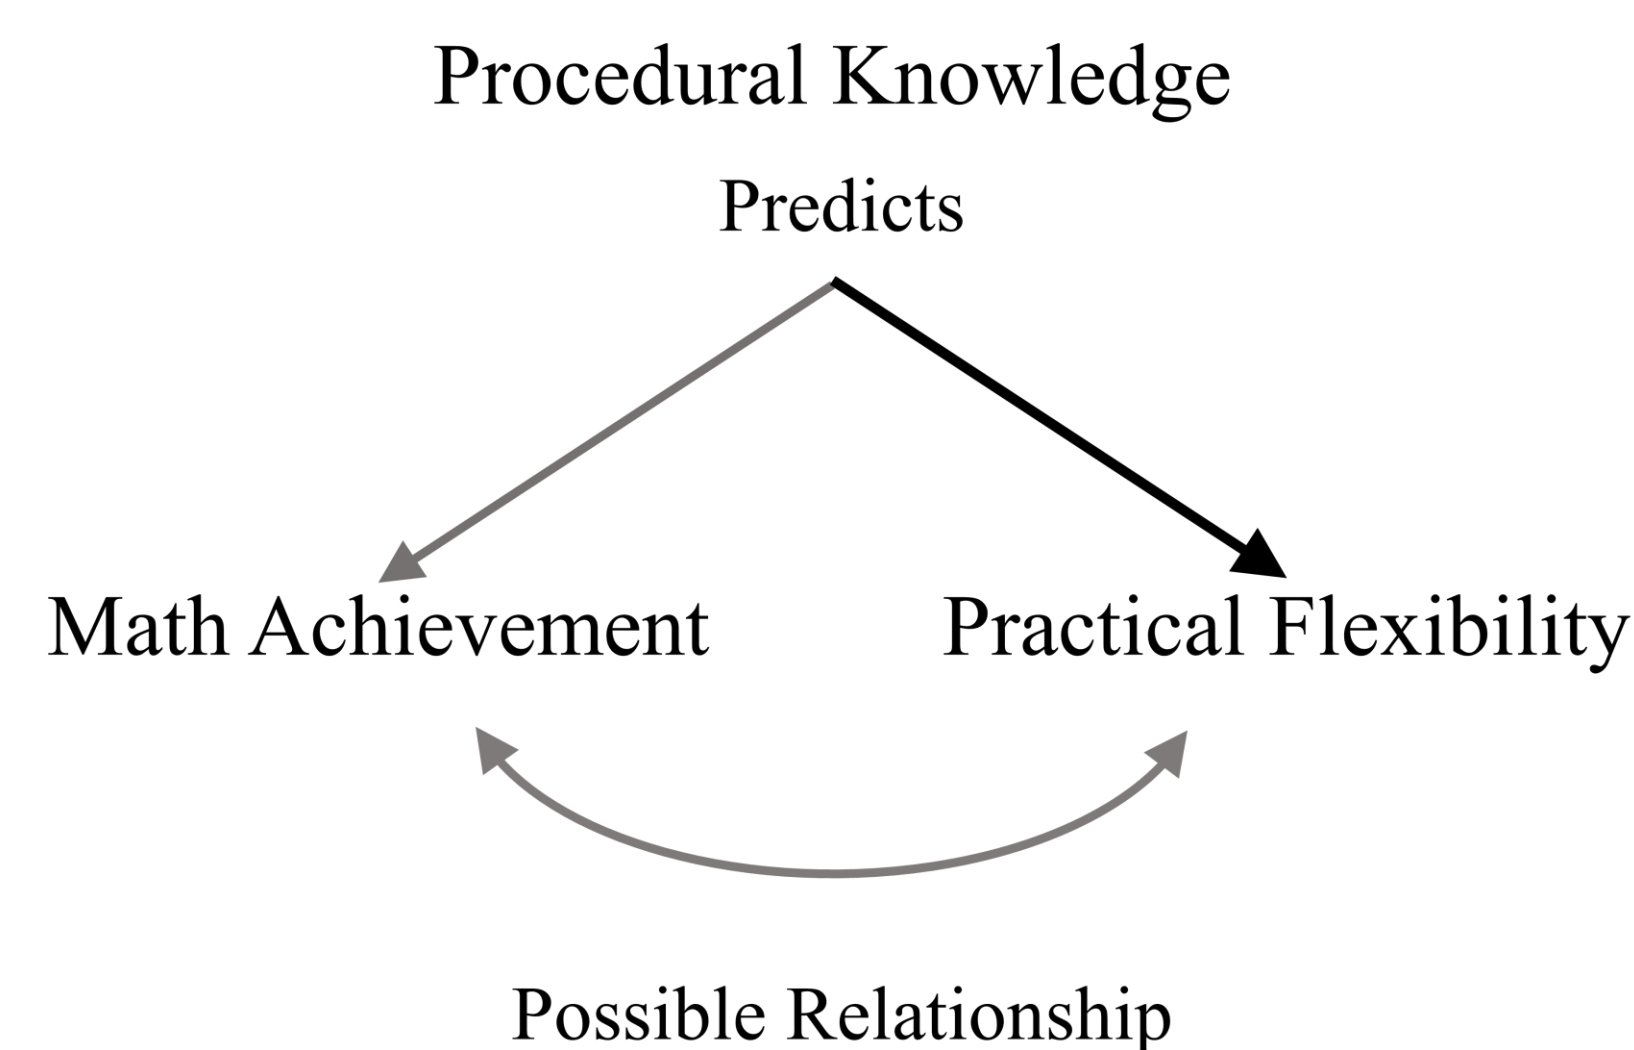 Procedural Knowledge
Predicts
Math Achievement
Practical Flexibility
Possible Relationship